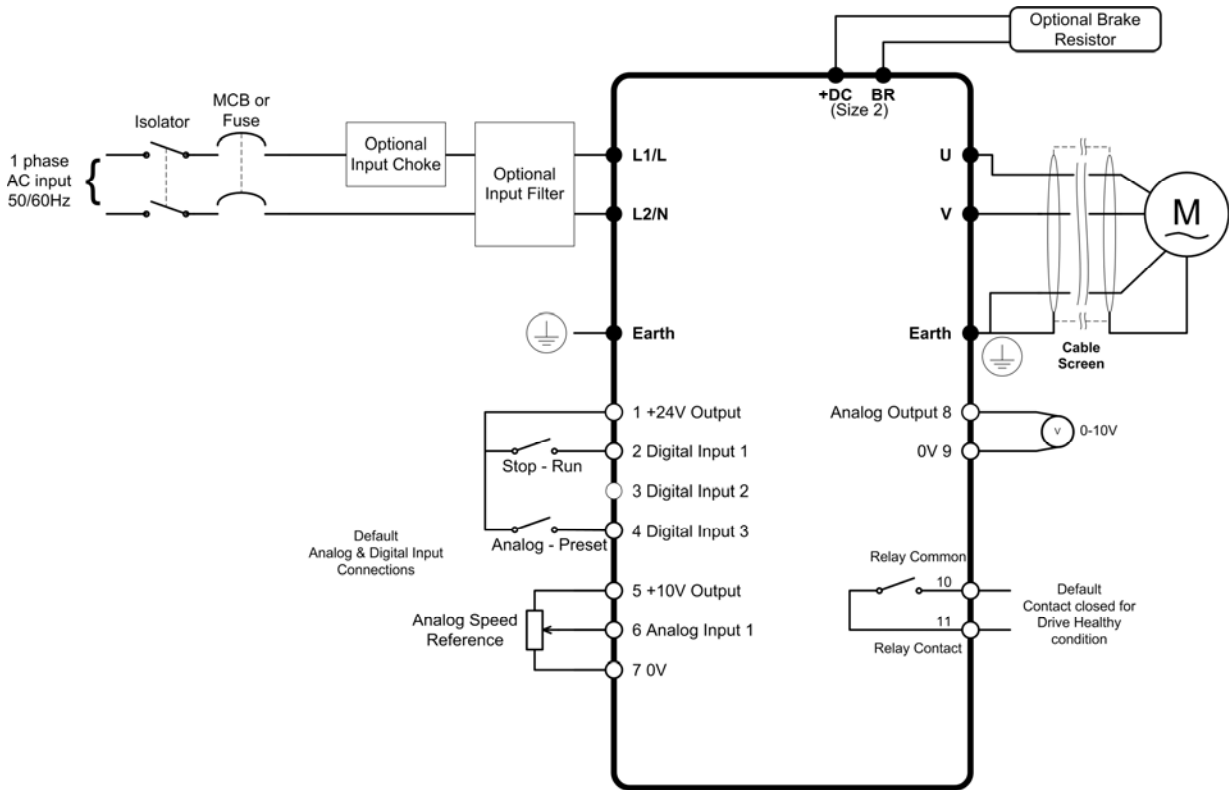 Optional Brake
Resistor
+DC BR
(Size 2)
MCB or
Fuse
Isolator
1 phase
AC input
50/60Hz
{
Optional
Input Choke
Optional
Input Filter
L1/L
L2/N
Earth
U
V
Earth
M
Cable
Screen
1 +24V Output
2 Digital Input 1
Stop - Run
3 Digital Input 2
4 Digital Input 3
Analog - Preset
Default
Analog & Digital Input
Connections
5 +10V Output
Analog Speed
Reference
6 Analog Input 1
7 0V
Analog Output 8
V
0-10V
0V 9
Relay Common
10
11
Relay Contact
Default
Contact closed for
Drive Healthy
condition